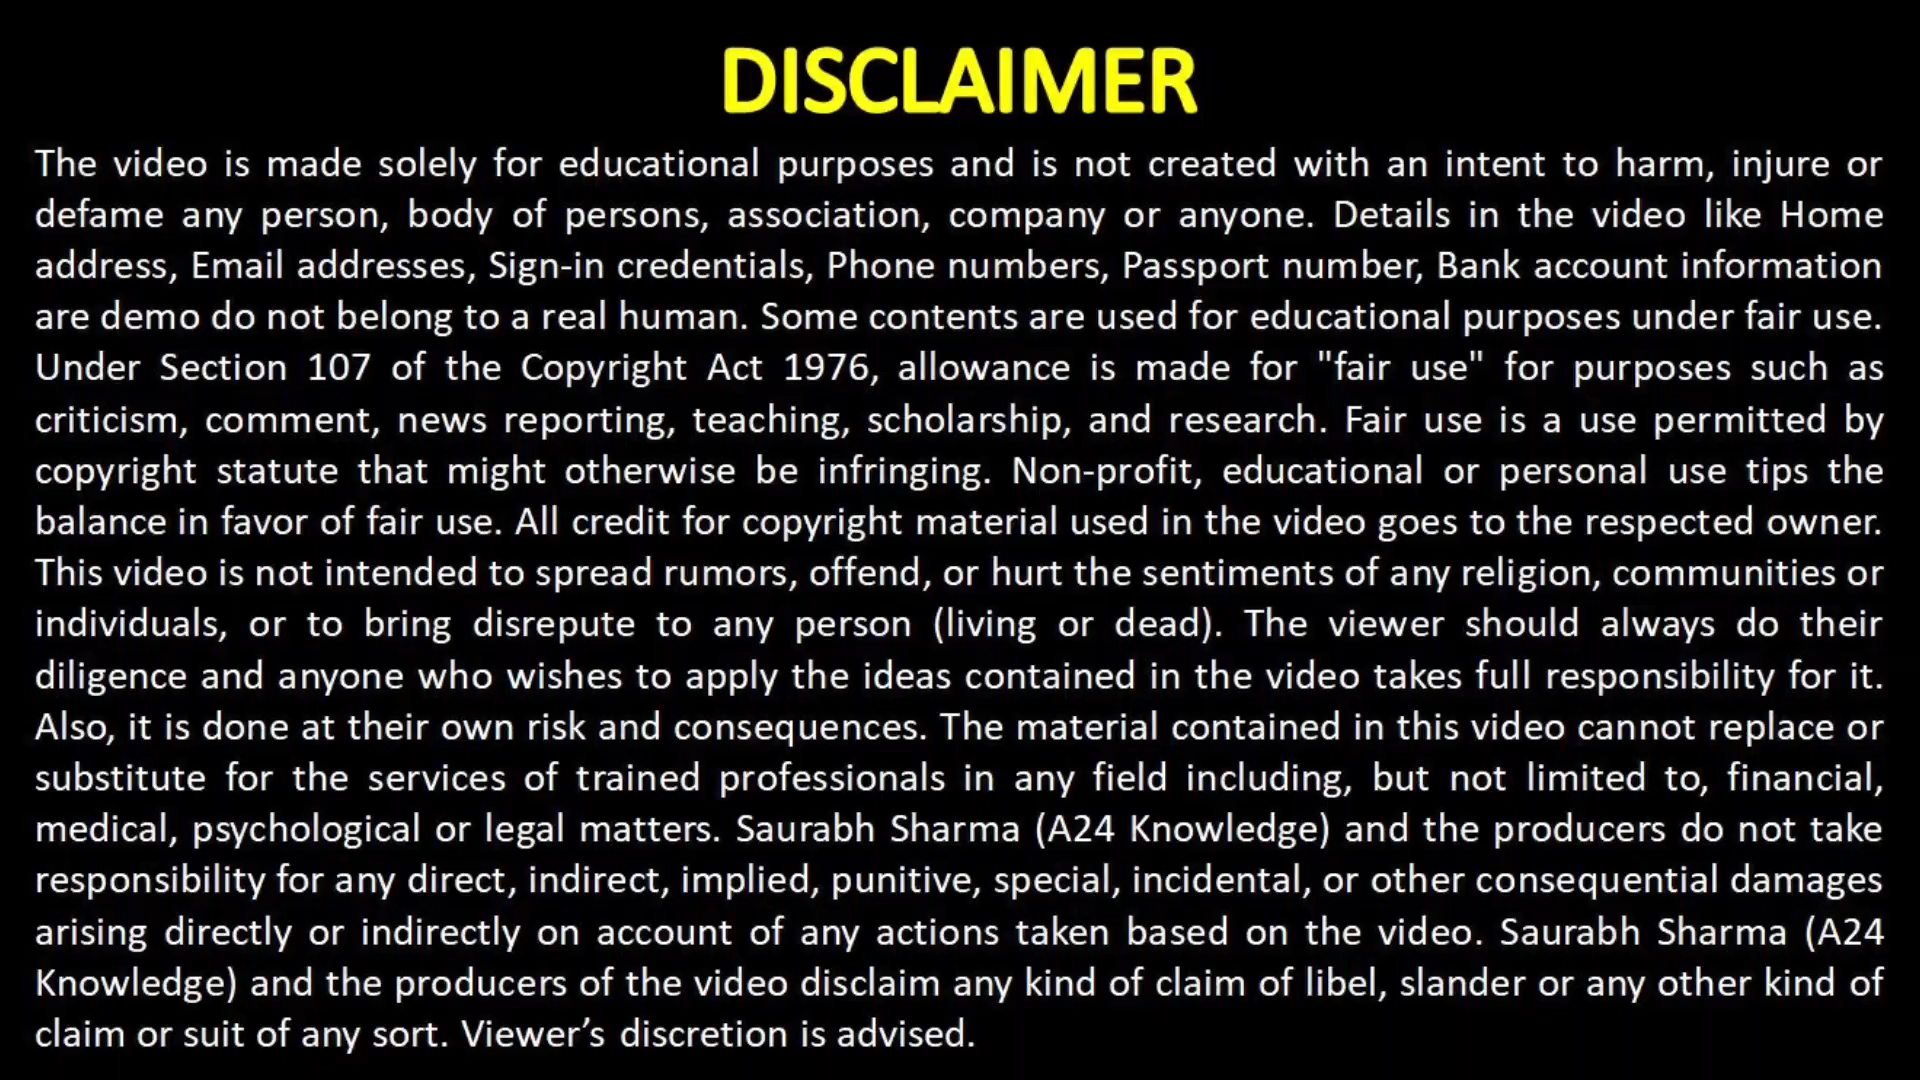 DISCLAIMER
The video is made solely for educational purposes and is not created with an intent to harm, injure or
defame any person, body of persons, association, company or anyone. Details in the video like Home
address, Email addresses, Sign-in credentials, Phone numbers, Passport number, Bank account information
are demo do not belong to a real human. Some contents are used for educational purposes under fair use.
Under Section 107 of the Copyright Act 1976, allowance is made for "fair use" for purposes such as
criticism, comment, news reporting, teaching, scholarship, and research. Fair use is a use permitted by
copyright statute that might otherwise be infringing. Non-profit, educational or personal use tips the
balance in favor of fair use. All credit for copyright material used in the video goes to the respected owner.
This video is not intended to spread rumors, offend, or hurt the sentiments of any religion, communities or
individuals, or to bring disrepute to any person (living or dead). The viewer should always do their
diligence and anyone who wishes to apply the ideas contained in the video takes full responsibility for it.
Also, it is done at their own risk and consequences. The material contained in this video cannot replace or
substitute for the services of trained professionals in any field including, but not limited to, financial,
medical, psychological or legal matters. Saurabh Sharma (A24 Knowledge) and the producers do not take
responsibility for any direct, indirect, implied, punitive, special, incidental, or other consequential damages
arising directly or indirectly on account of any actions taken based on the video. Saurabh Sharma (A24
Knowledge) and the producers of the video disclaim any kind of claim of libel, slander or any other kind of
claim or suit of any sort. Viewer’s discretion is advised.